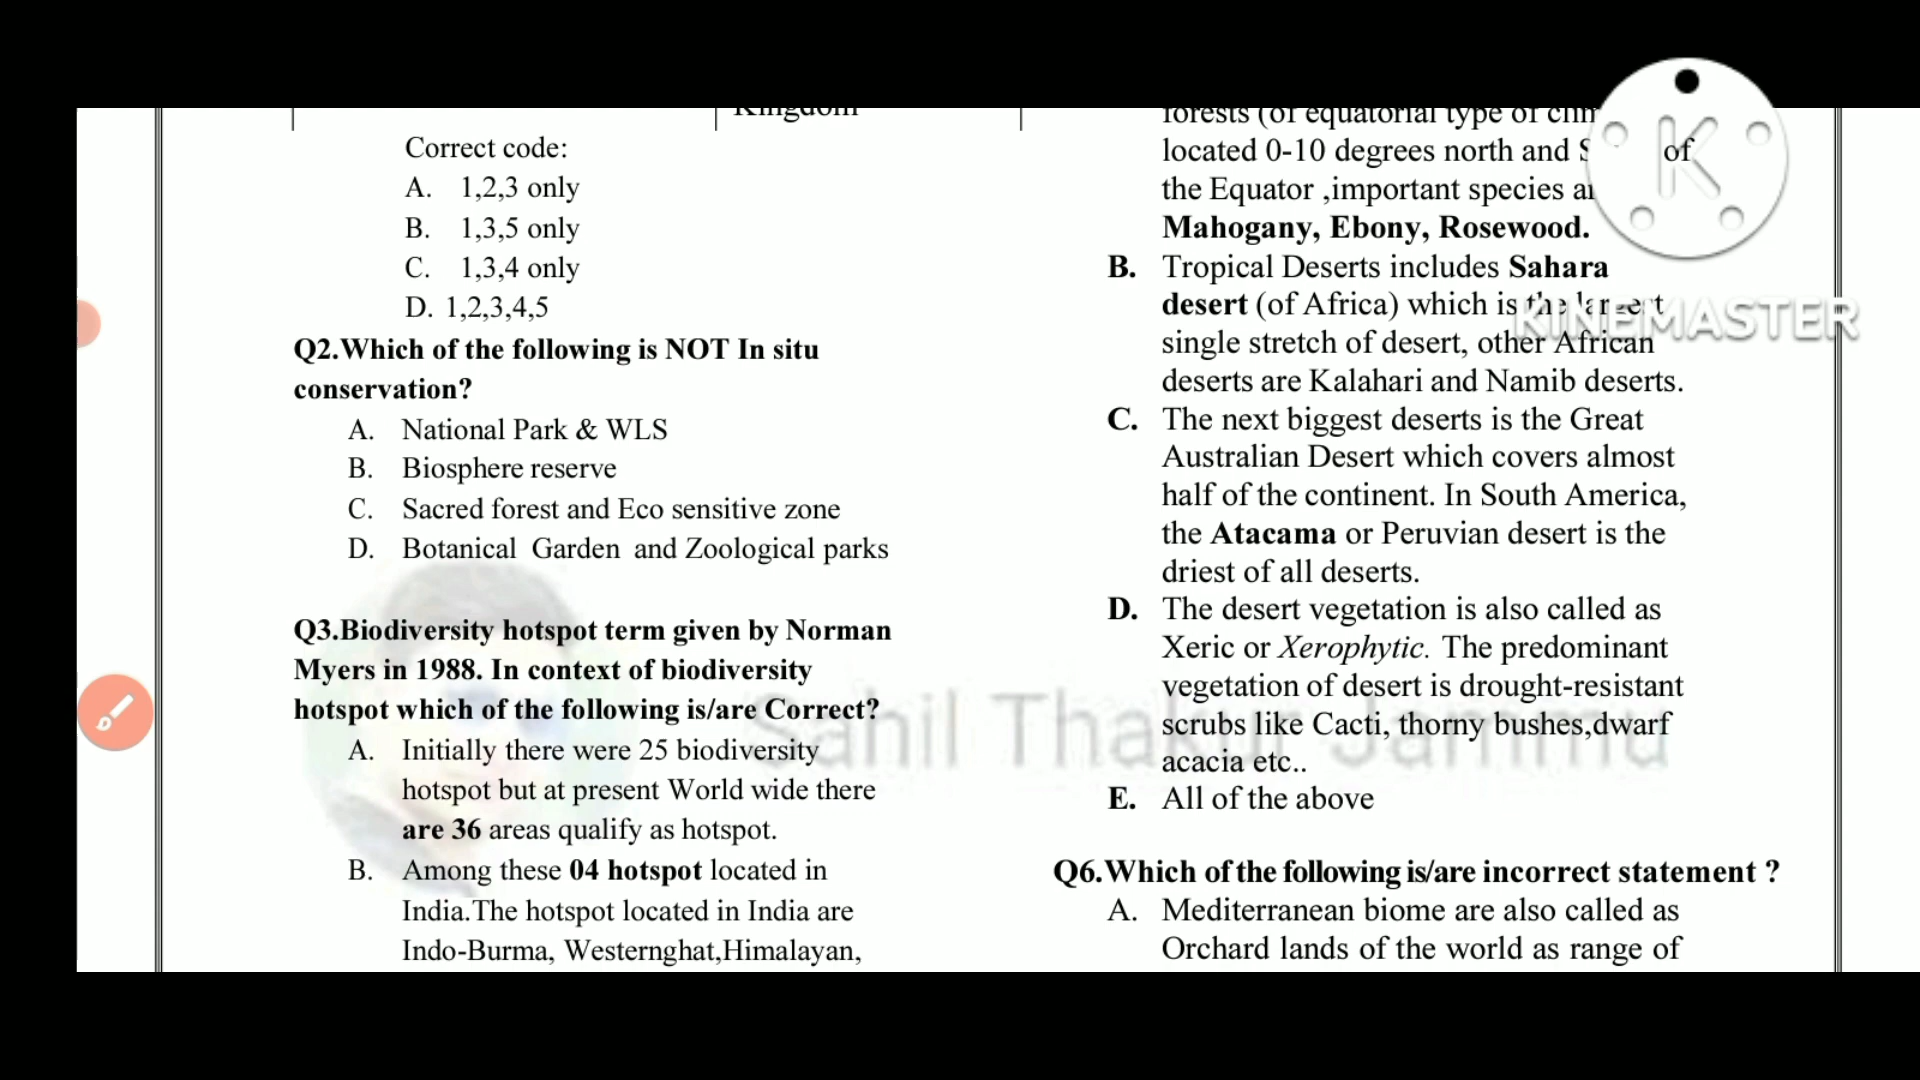 Kingdom
Correct code:
A. 1,2,3 only
B. 1,3,5 only
C. 1,3,4 only
D. 1,2,3,4,5
Q2.Which of the following is NOT In situ
conservation?
A. National Park & WLS
B. Biosphere reserve
C. Sacred forest and Eco sensitive zone
D. Botanical Garden and Zoological parks
Q3.Biodiversity hotspot term given by Norman
Myers in 1988. In context of biodiversity
hotspot which of the following is/are Correct?
A. Initially there were 25 biodiversity
hotspot but at present World wide there
are 36 areas qualify as hotspot.
B. Among these 04 hotspot located in
India.The hotspot located in India are
Indo-Burma, Westernghat,Himalayan,
forests (of equatorial type of
located 0-10 degrees north and of
the Equator ,important species
Mahogany, Ebony, Rosewood.
B. Tropical Deserts includes Sahara
desert (of Africa) which is the largest
single stretch of desert, other African
deserts are Kalahari and Namib deserts.
C. The next biggest deserts is the Great
Australian Desert which covers almost
half of the continent. In South America,
the Atacama or Peruvian desert is the
driest of all deserts.
D. The desert vegetation is also called as
Xeric or Xerophytic. The predominant
vegetation of desert is drought-resistant
scrubs like Cacti, thorny bushes,dwarf
acacia etc..
E. All of the above
Q6.Which of the following is/are incorrect statement ?
A. Mediterranean biome are also called as
Orchard lands of the world as range of
K
KINEMASTER
Sahil Thakur Jammu